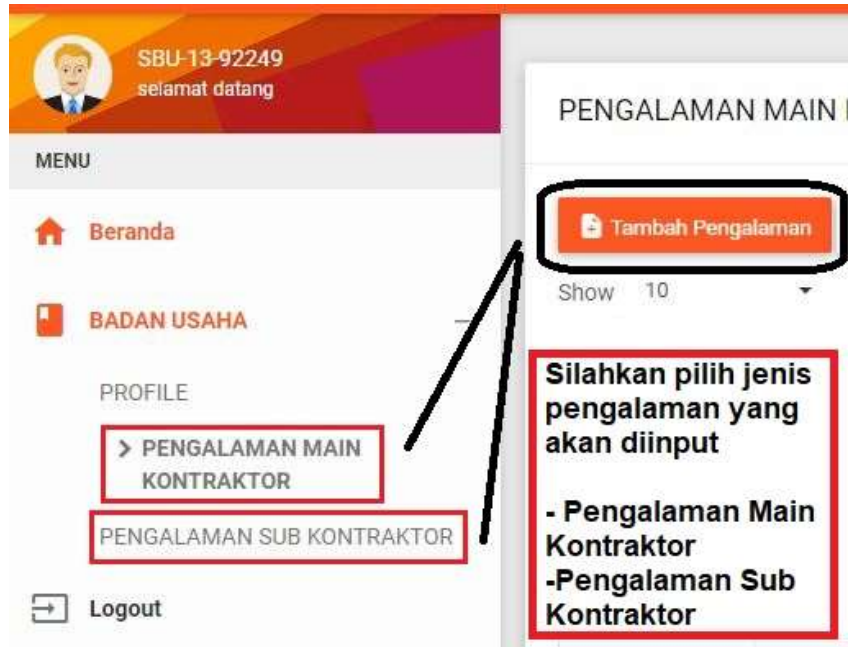 SBU-13-92249
selamat datang
MENU
Beranda
BADAN USAHA
PROFILE
PENGALAMAN MAIN
KONTRAKTOR
PENGALAMAN SUB KONTRAKTOR
Logout
PENGALAMAN MAIN
Tambah Pengalaman
Show 10
Silahkan pilih jenis
pengalaman yang
akan diinput
- Pengalaman Main
Kontraktor
-Pengalaman Sub
Kontraktor